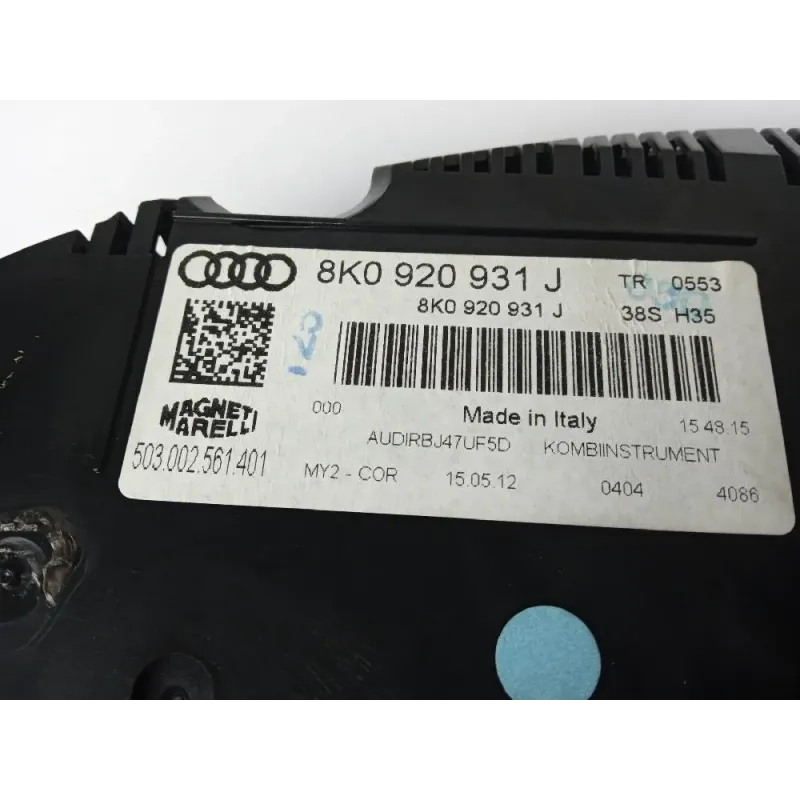 8K0 920 931 J TR 0553
8K0 920 931 J 38S H35
000 Made in Italy 15 48.15
MAGNETI
MARELLI
AUDIRBJ47UF5D KOMBIINSTRUMENT
503.002.561.401
MY2 - COR 15.05.12 0404 4086